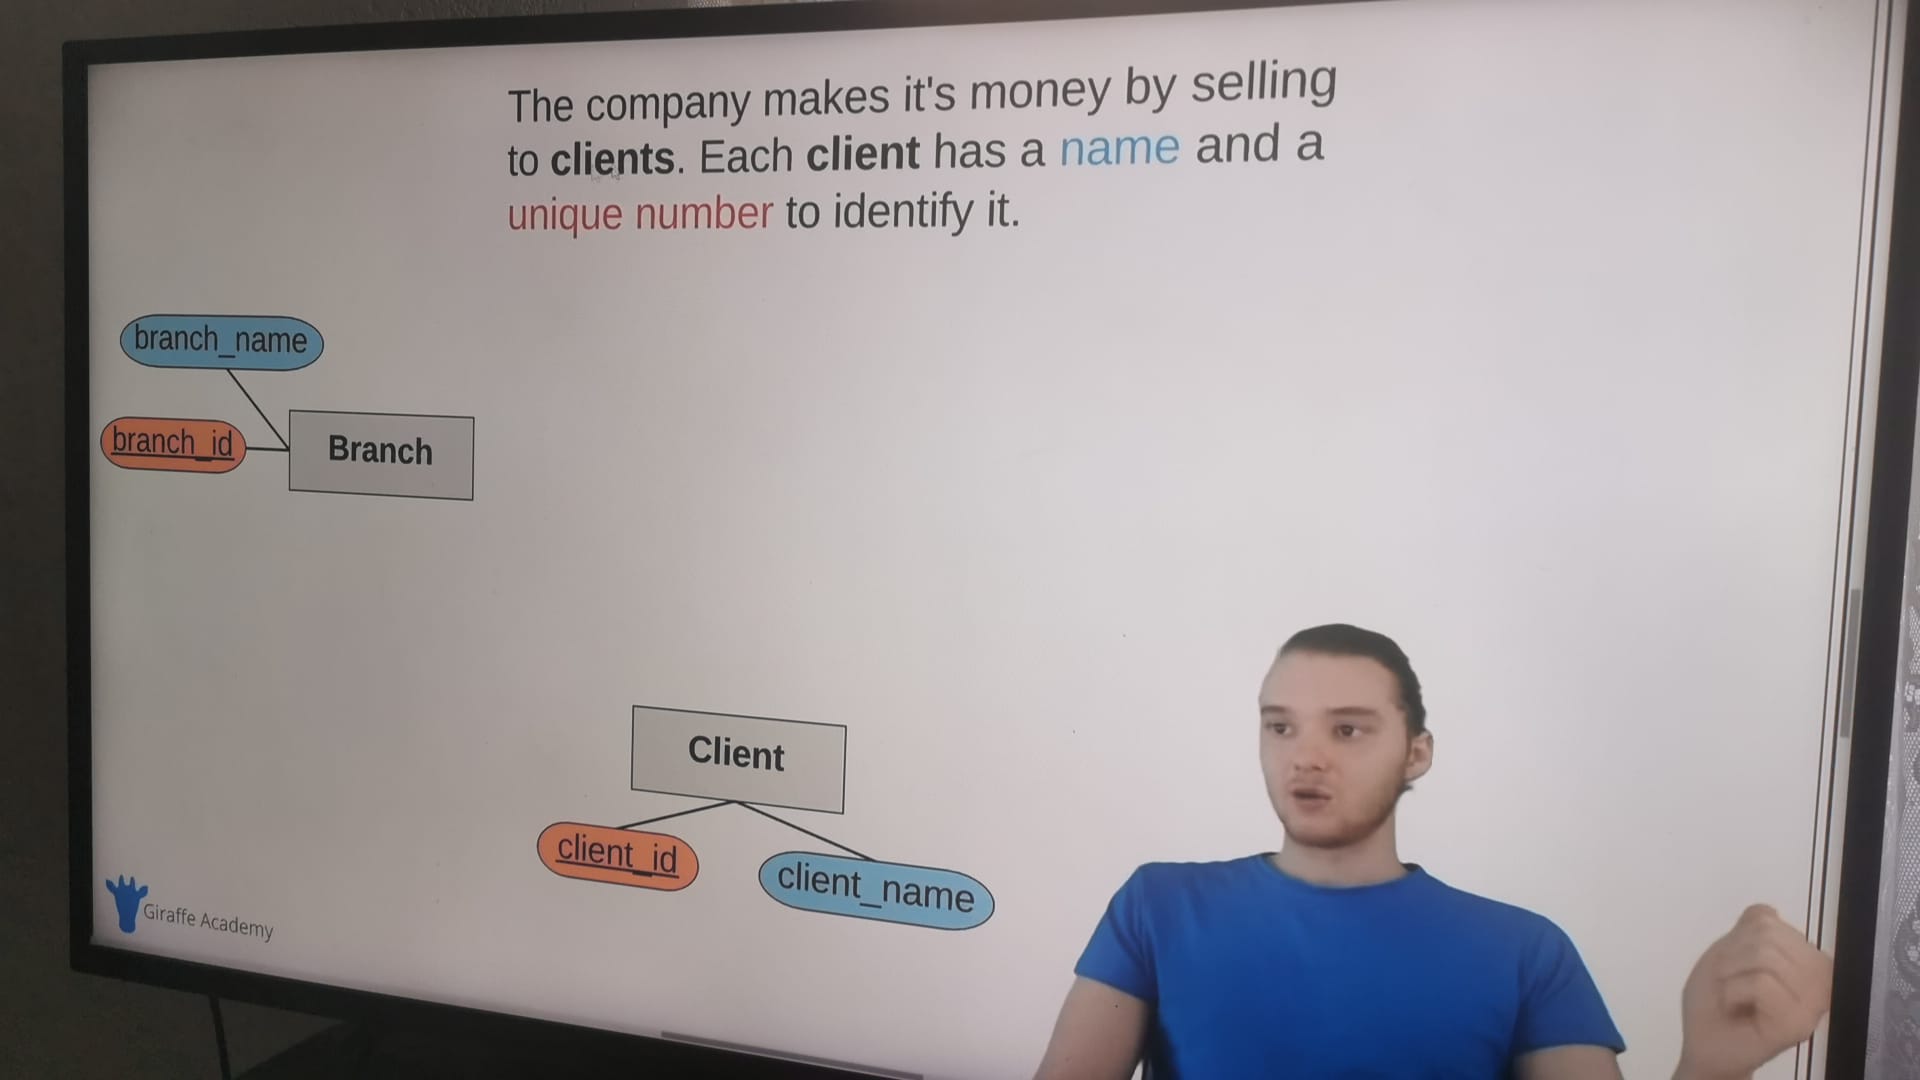 The company makes it's money by selling
to clients. Each client has a name and a
unique number to identify it.
branch_name
branch_id
Branch
Client
client_id
client_name
Giraffe Academy